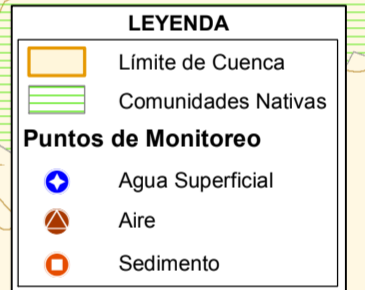 LEYENDA
Límite de Cuenca
Comunidades Nativas
Puntos de Monitoreo
Agua Superficial
Aire
Sedimento